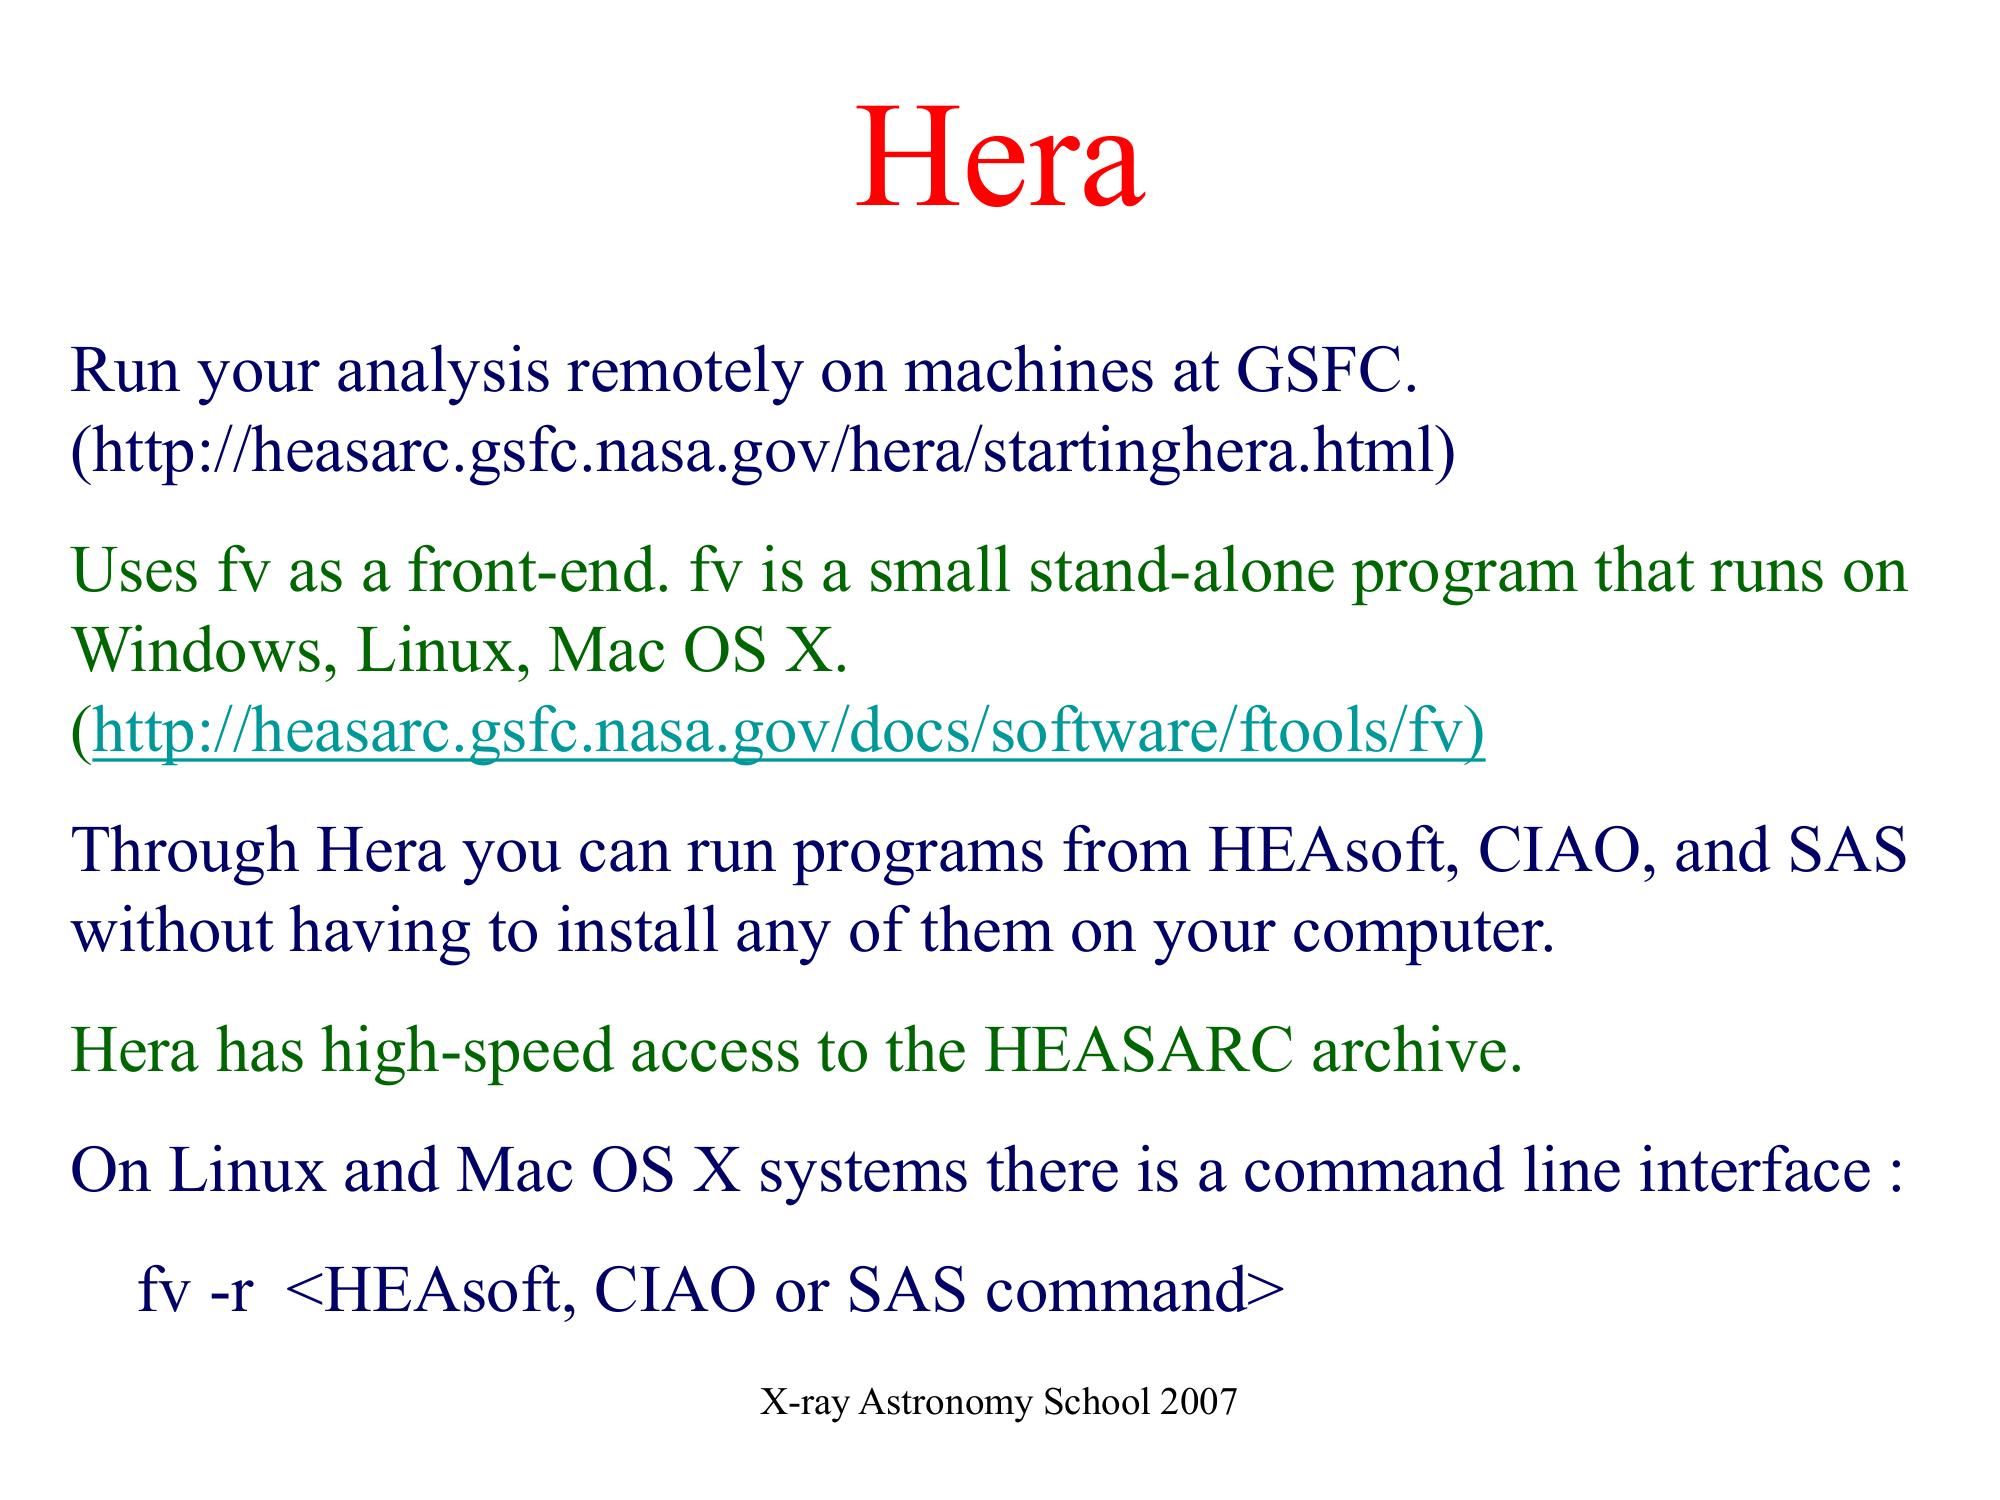 Hera
Run your analysis remotely on machines at GSFC.
(http://heasarc.gsfc.nasa.gov/hera/startinghera.html)
Uses fv as a front-end. fv is a small stand-alone program that runs on
Windows, Linux, Mac OS X.
(http://heasarc.gsfc.nasa.gov/docs/software/ftools/fv)
Through Hera you can run programs from HEAsoft, CIAO, and SAS
without having to install any of them on your computer.
Hera has high-speed access to the HEASARC archive.
On Linux and Mac OS X systems there is a command line interface :
fv -r  <HEAsoft, CIAO or SAS command>
X-ray Astronomy School 2007